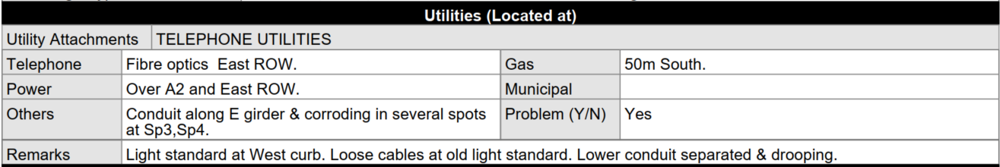 Utilities (Located at)
Utility Attachments TELEPHONE UTILITIES
Telephone Fibre optics East ROW. Gas 50m South.
Power Over A2 and East ROW. Municipal
Others Conduit along E girder & corroding in several spots Problem (Y/N) Yes
at Sp3,Sp4.
Remarks Light standard at West curb. Loose cables at old light standard. Lower conduit separated & drooping.